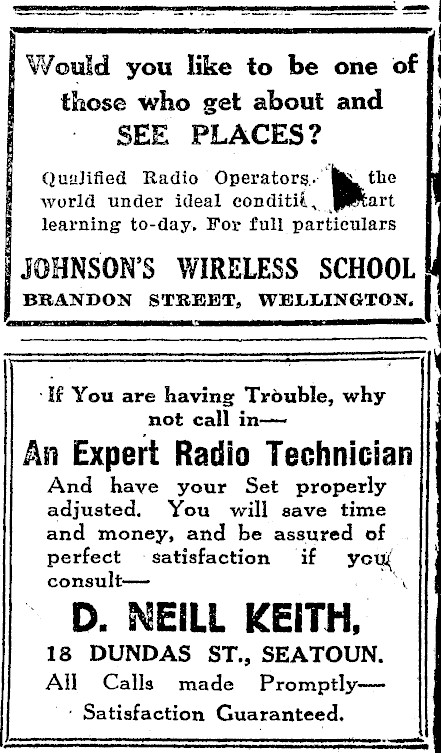 Would you like to be one of
those who get about and
SEE PLACES?
Qualified Radio Operators the
world under ideal
learning to-day. For full particulars
JOHNSON'S WIRELESS SCHOOL
BRANDON STREET, WELLINGTON.
If You are having Trouble, why
not call in—
An Expert Radio Technician
And have your Set properly
adjusted. You will save time
and money, and be assured of
perfect satisfaction if you
consult—
D. NEILL KEITH,
18 DUNDAS ST., SEATOUN.
All Calls made Promptly—
Satisfaction Guaranteed.